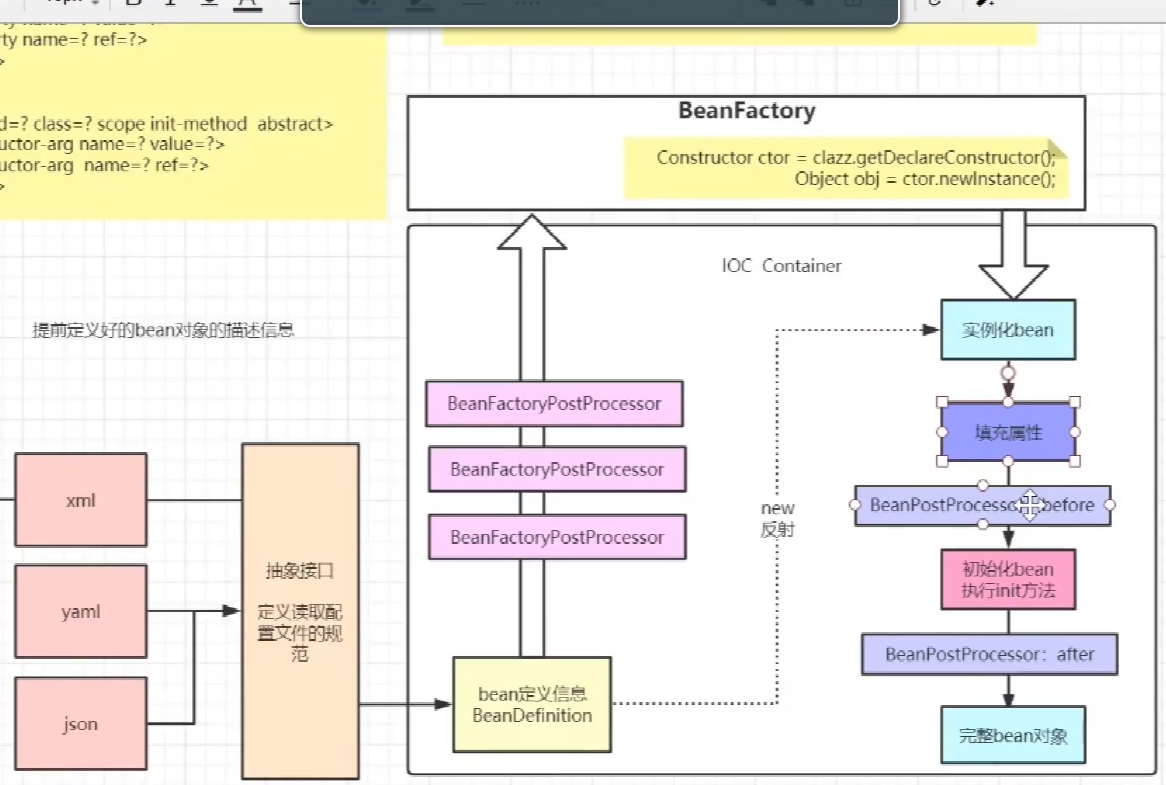 ty name=? ref=?>
>
d=? class=? scope init-method abstract>
uctor-arg name=? value=?>
uctor-arg name=? ref=?>
>
BeanFactory
Constructor ctor = clazz.getDeclareConstructor();
Object obj = ctor.newInstance();
IOC Container
提前定义好的bean对象的描述信息
实例化bean
BeanFactoryPostProcessor
填充属性
BeanFactoryPostProcessor
xml
new
反射
BeanPostProcesso before
BeanFactoryPostProcessor
抽象接口
定义读取配
置文件的规
范
初始化bean
执行init方法
yaml
BeanPostProcessor：after
json
bean定义信息
BeanDefinition
完整bean对象